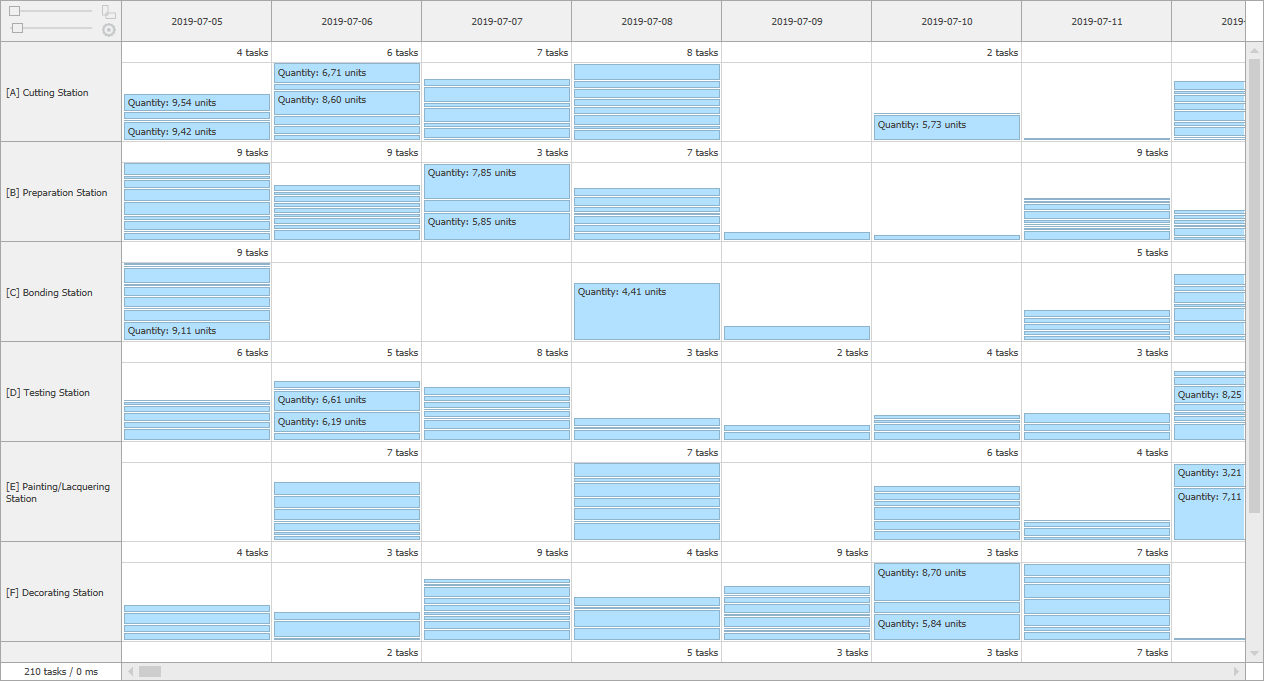 2019-07-05 2019-07-06 2019-07-07 2019-07-08 2019-07-09 2019-07-10 2019-07-11 2019-
4 tasks 6 tasks 7 tasks 8 tasks 2 tasks
[A] Cutting Station
Quantity: 6,71 units
Quantity: 9,54 units Quantity: 8,60 units
Quantity: 5,73 units
Quantity: 9,42 units
9 tasks 9 tasks 3 tasks 7 tasks 9 tasks
[B] Preparation Station
Quantity: 7,85 units
Quantity: 5,85 units
9 tasks 5 tasks
[C] Bonding Station
Quantity: 4,41 units
Quantity: 9,11 units
6 tasks 5 tasks 8 tasks 3 tasks 2 tasks 4 tasks 3 tasks
[D] Testing Station
Quantity: 8,25
Quantity: 6,61 units
Quantity: 6,19 units
7 tasks 7 tasks 6 tasks 4 tasks
[E] Painting/Lacquering
Station
Quantity: 3,21
Quantity: 7,11
4 tasks 3 tasks 9 tasks 4 tasks 9 tasks 3 tasks 7 tasks
[F] Decorating Station
Quantity: 8,70 units
Quantity: 5,84 units
2 tasks 5 tasks 3 tasks 3 tasks 7 tasks
210 tasks / 0 ms